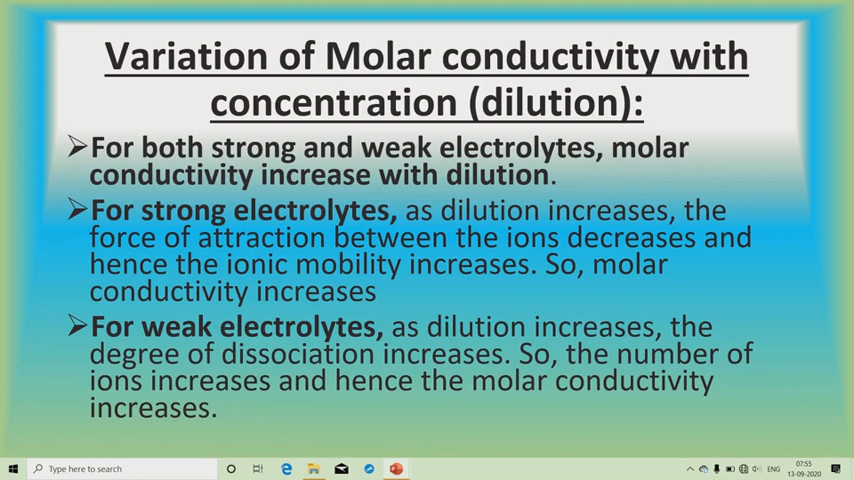 Variation of Molar conductivity with
concentration (dilution):
➢For both strong and weak electrolytes, molar
conductivity increase with dilution.
➢For strong electrolytes, as dilution increases, the
force of attraction between the ions decreases and
hence the ionic mobility increases. So, molar
conductivity increases
➢For weak electrolytes, as dilution increases, the
degree of dissociation increases. So, the number of
ions increases and hence the molar conductivity
increases.
Type here to search
ENG
07:55
13-09-2020